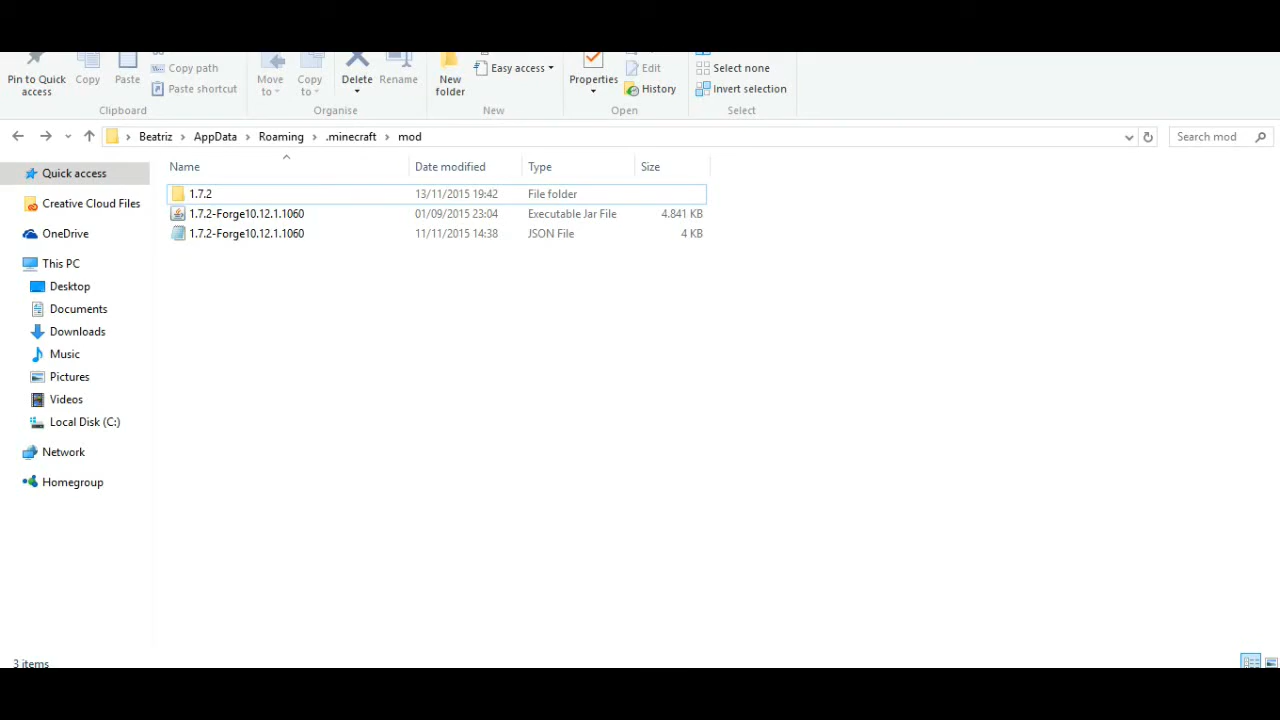 Pin to Quick access
Copy
Paste
Copy path
Paste shortcut
Clipboard
Move to
Copy to
Delete
Rename
Organise
New folder
Easy access
New
Properties
Edit
History
Open
Select none
Invert selection
Select
Beatriz > AppData > Roaming > .minecraft > mod
Search mod
Name Date modified Type Size
1.7.2 13/11/2015 19:42 File folder
1.7.2-Forge10.12.1.1060 01/09/2015 23:04 Executable Jar File 4.841 KB
1.7.2-Forge10.12.1.1060 11/11/2015 14:38 JSON File 4 KB
Quick access
Creative Cloud Files
OneDrive
This PC
Desktop
Documents
Downloads
Music
Pictures
Videos
Local Disk (C:)
Network
Homegroup
3 items